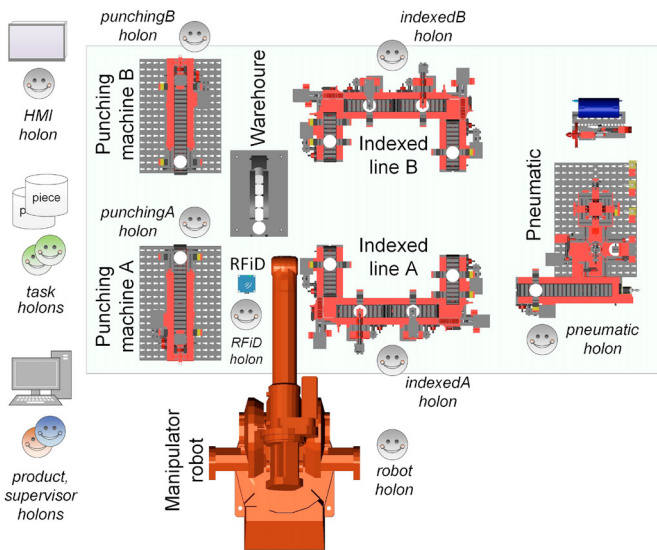 punchingB
holon
indexedB
holon
HMI
holon
Punching
machine B
Warehoure
Indexed
line B
Pneumatic
piece
punchingA
holon
task
holons
Punching
machine A
RFiD
RFiD
holon
Indexed
line A
pneumatic
holon
indexedA
holon
product,
supervisor
holons
Manipulator
robot
robot
holon